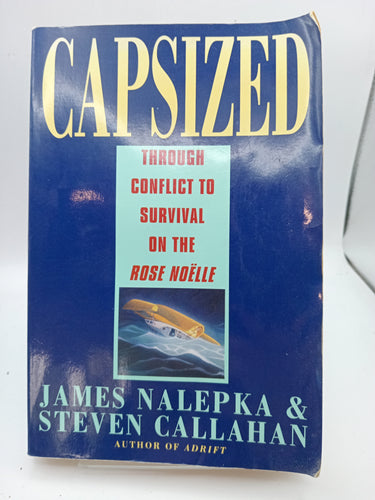 CAPSIZED
THROUGH
CONFLICT TO
SURVIVAL
ON THE
ROSE NOËLLE
JAMES NALEPKA &
STEVEN CALLAHAN
AUTHOR OF ADRIFT